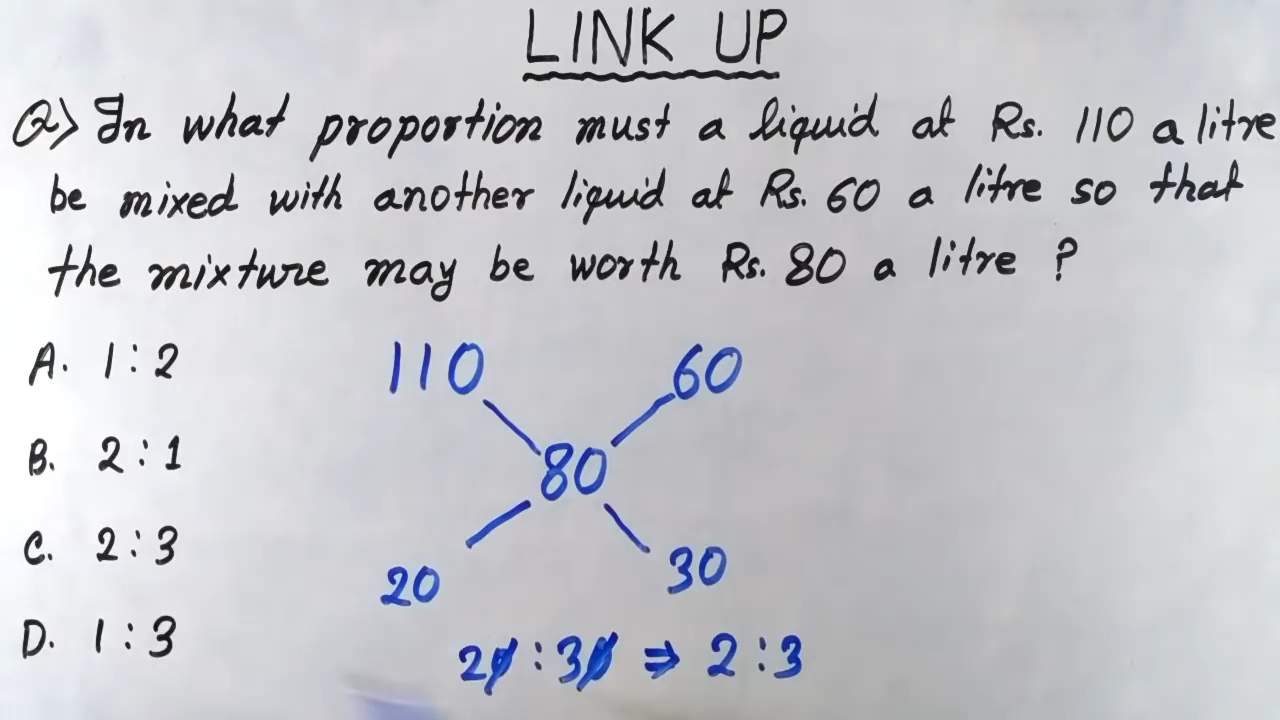 LINK UP
Q> In what proportion must a liquid at Rs. 110 a litre
be mixed with another liquid at Rs. 60 a litre so that
the mixture may be worth Rs. 80 a litre ?
A. 1 : 2
B. 2 : 1
C. 2 : 3
D. 1 : 3
110 60
80
20 30
20 : 30 ⇒ 2 : 3